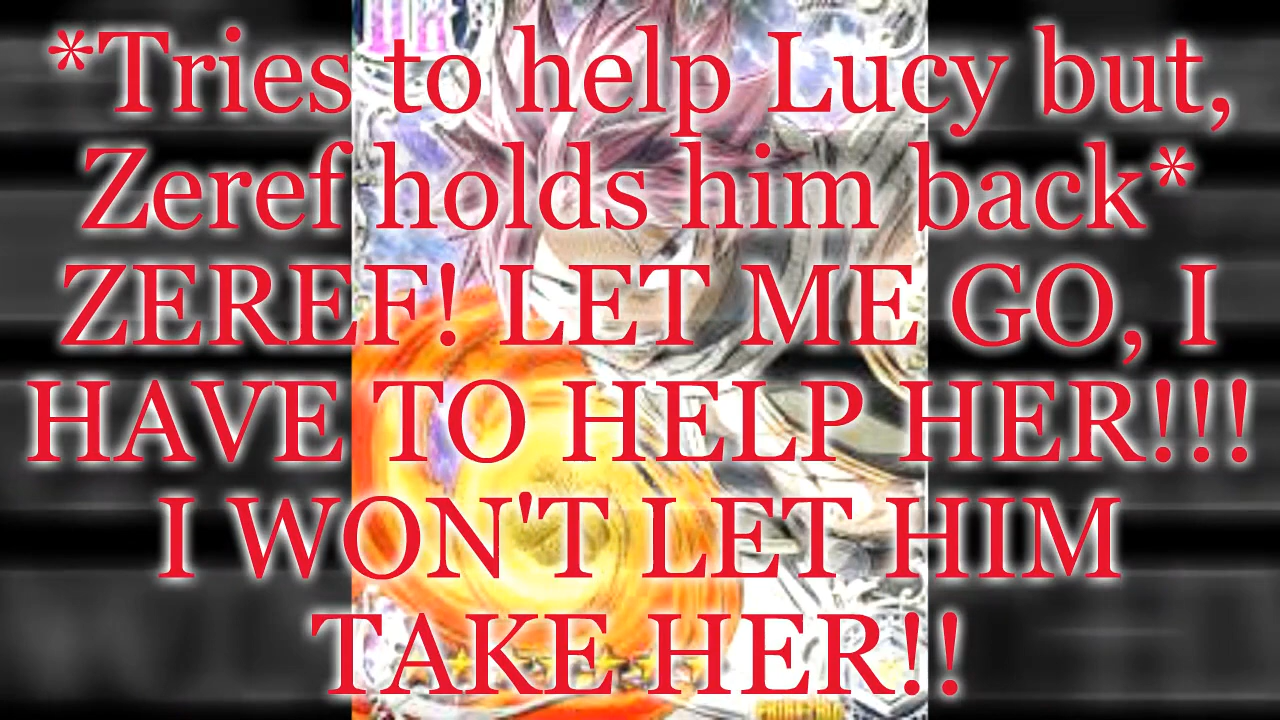 *Tries to help Lucy but,
Zeref holds him back*
ZEREF! LET ME GO, I
HAVE TO HELP HER!!!
I WON'T LET HIM
TAKE HER!!